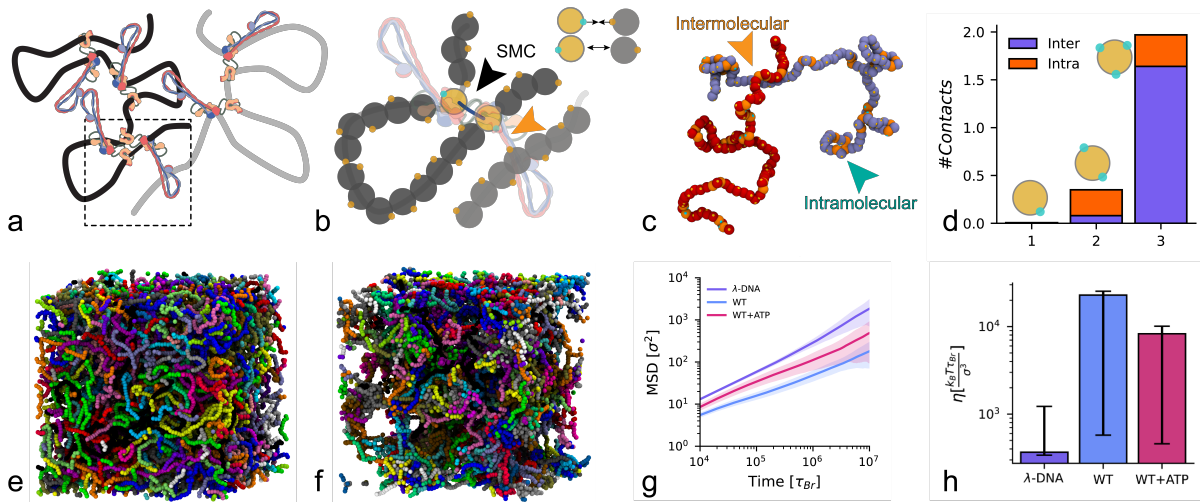 a
SMC
b
Intermolecular
Intramolecular
c
#Contacts
2.0
1.5
1.0
0.5
0.0
Inter
Intra
1 2 3
d
e
f
MSD [σ²]
10⁴
10³
10²
10¹
10⁰
λ-DNA
WT
WT+ATP
10⁴ 10⁵ 10⁶ 10⁷
Time [τ_Br]
g
η[k_BTτ_Br/σ³]
10⁴
10³
λ-DNA WT WT+ATP
h